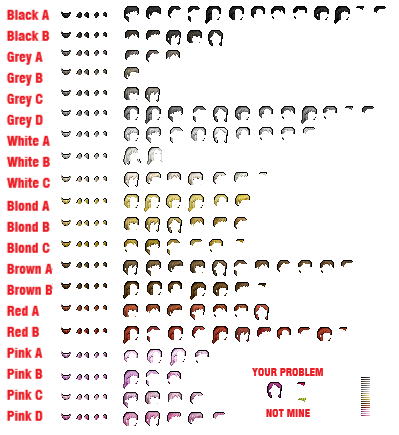 Black A
Black B
Grey A
Grey B
Grey C
Grey D
White A
White B
White C
Blond A
Blond B
Blond C
Brown A
Brown B
Red A
Red B
Pink A
Pink B
Pink C
Pink D
YOUR PROBLEM
NOT MINE